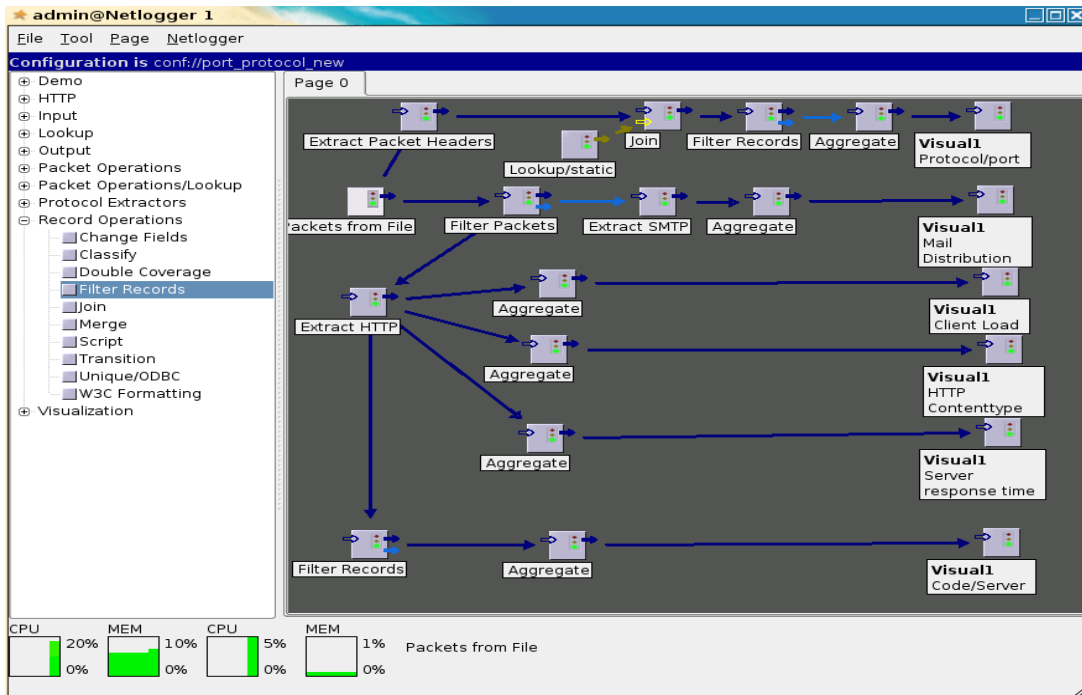 admin@Netlogger 1
File Tool Page Netlogger
Configuration is conf://port_protocol_new
Demo
HTTP
Input
Lookup
Output
Packet Operations
Packet Operations/Lookup
Protocol Extractors
Record Operations
Change Fields
Classify
Double Coverage
Filter Records
Join
Merge
Script
Transition
Unique/ODBC
W3C Formatting
Visualization
Page 0
Extract Packet Headers
Join
Filter Records
Aggregate
Visual1
Protocol/port
Lookup/static
ackets from File
Filter Packets
Extract SMTP
Aggregate
Visual1
Mail
Distribution
Extract HTTP
Aggregate
Visual1
Client Load
Aggregate
Visual1
HTTP
Contenttype
Aggregate
Visual1
Server
response time
Filter Records
Aggregate
Visual1
Code/Server
CPU
20%
0%
MEM
10%
0%
CPU
5%
0%
MEM
1%
0%
Packets from File